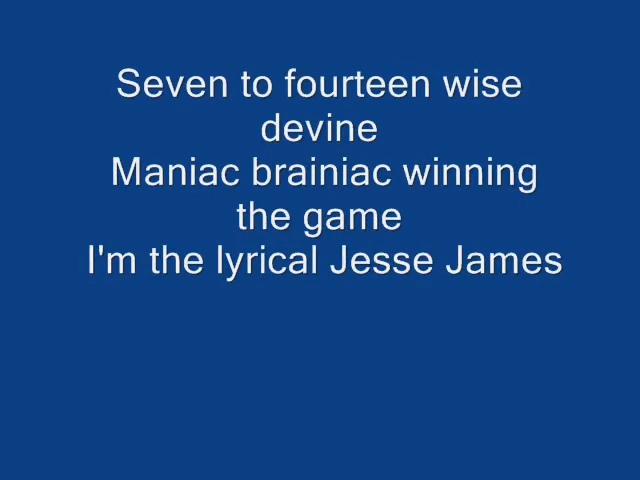 Seven to fourteen wise
devine
Maniac brainiac winning
the game
I'm the lyrical Jesse James